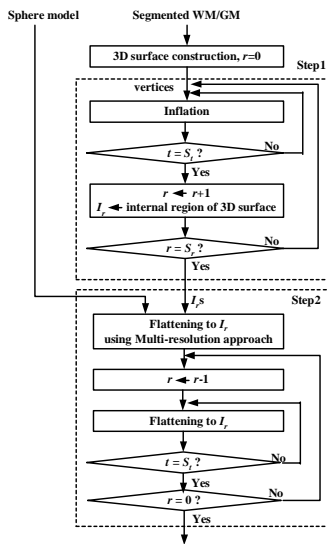 Sphere model
Segmented WM/GM
3D surface construction, r=0
Step1
vertices
Inflation
t = St ?
No
Yes
r ← r+1
Ir ← internal region of 3D surface
r = Sr ?
No
Yes
Irs
Step2
Flattening to Ir
using Multi-resolution approach
r ← r-1
Flattening to Ir
t = St ?
No
Yes
r = 0 ?
No
Yes